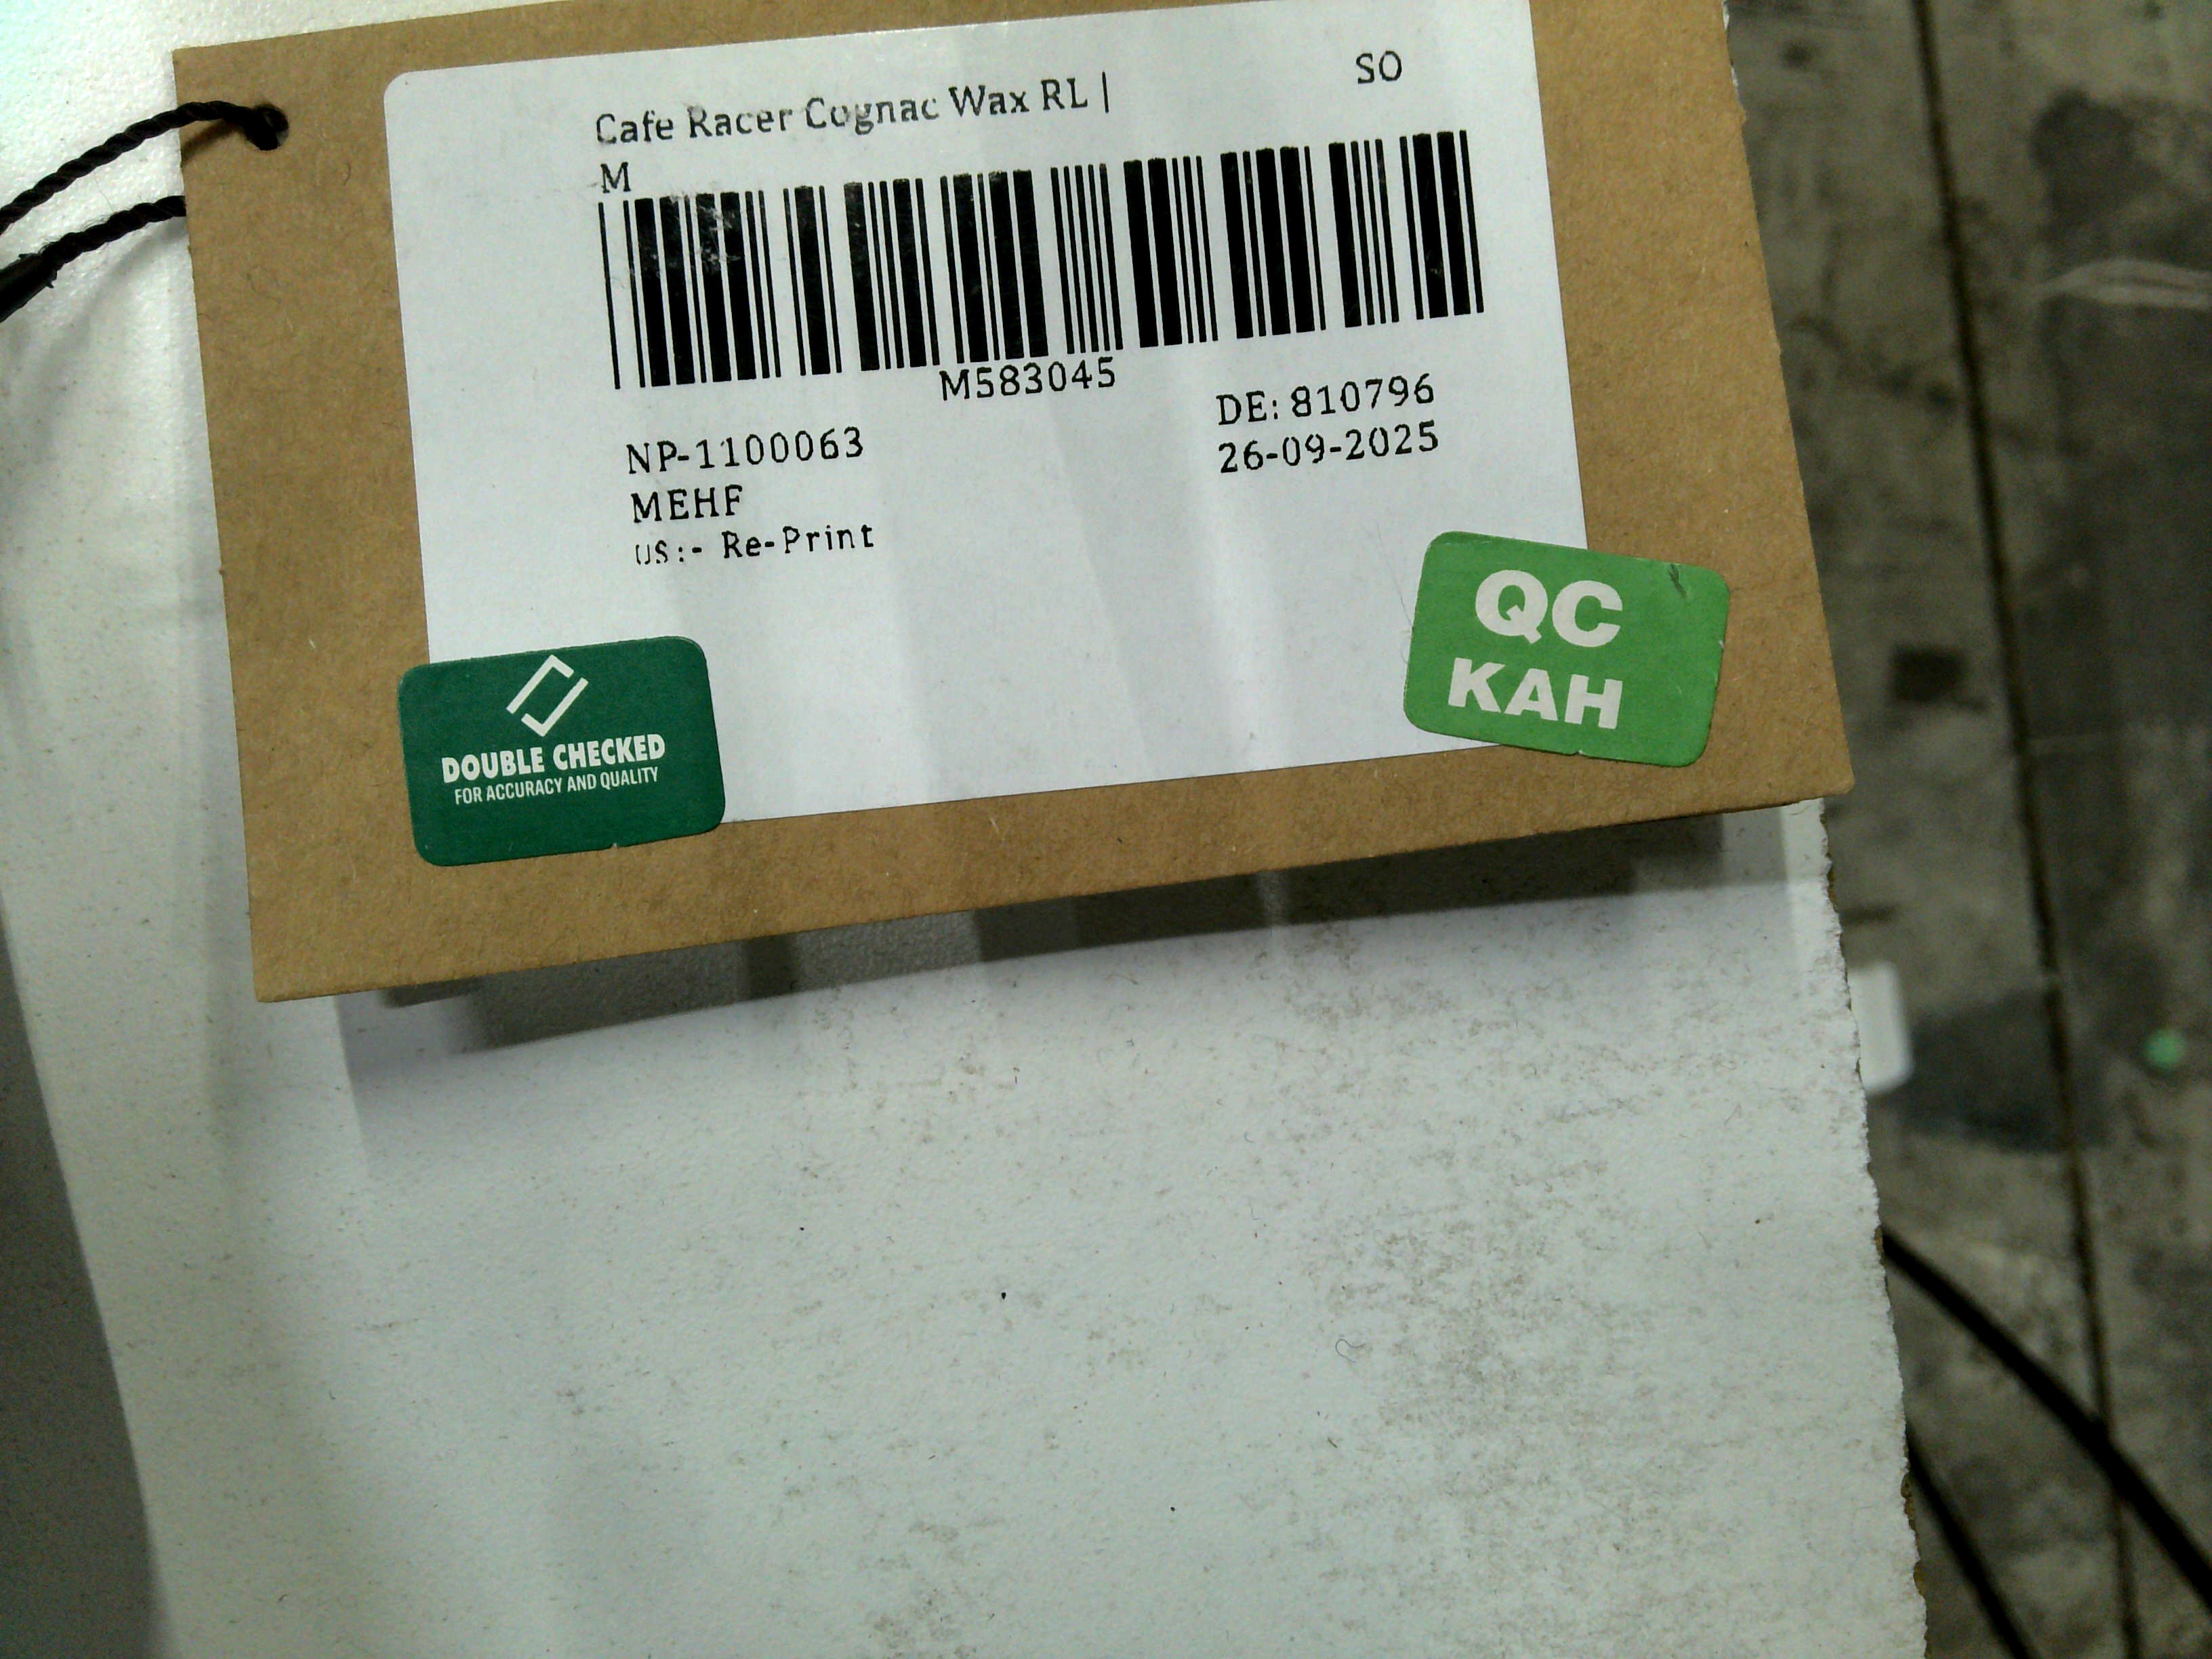 Cafe Racer Cognac Wax RL |
SO
M
M583045
DE: 810796
NP-1100063
26-09-2025
MEHF
US:- Re-Print
QC
KAH
DOUBLE CHECKED
FOR ACCURACY AND QUALITY